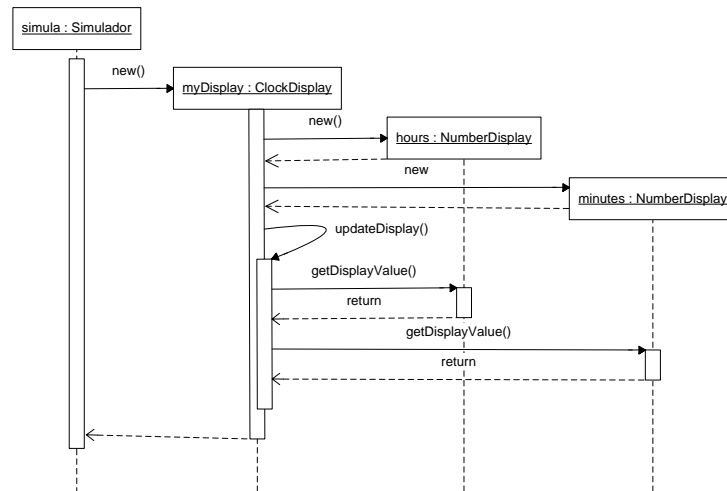 simula : Simulador
new()
myDisplay : ClockDisplay
new()
hours : NumberDisplay
new
minutes : NumberDisplay
updateDisplay()
getDisplayValue()
return
getDisplayValue()
return